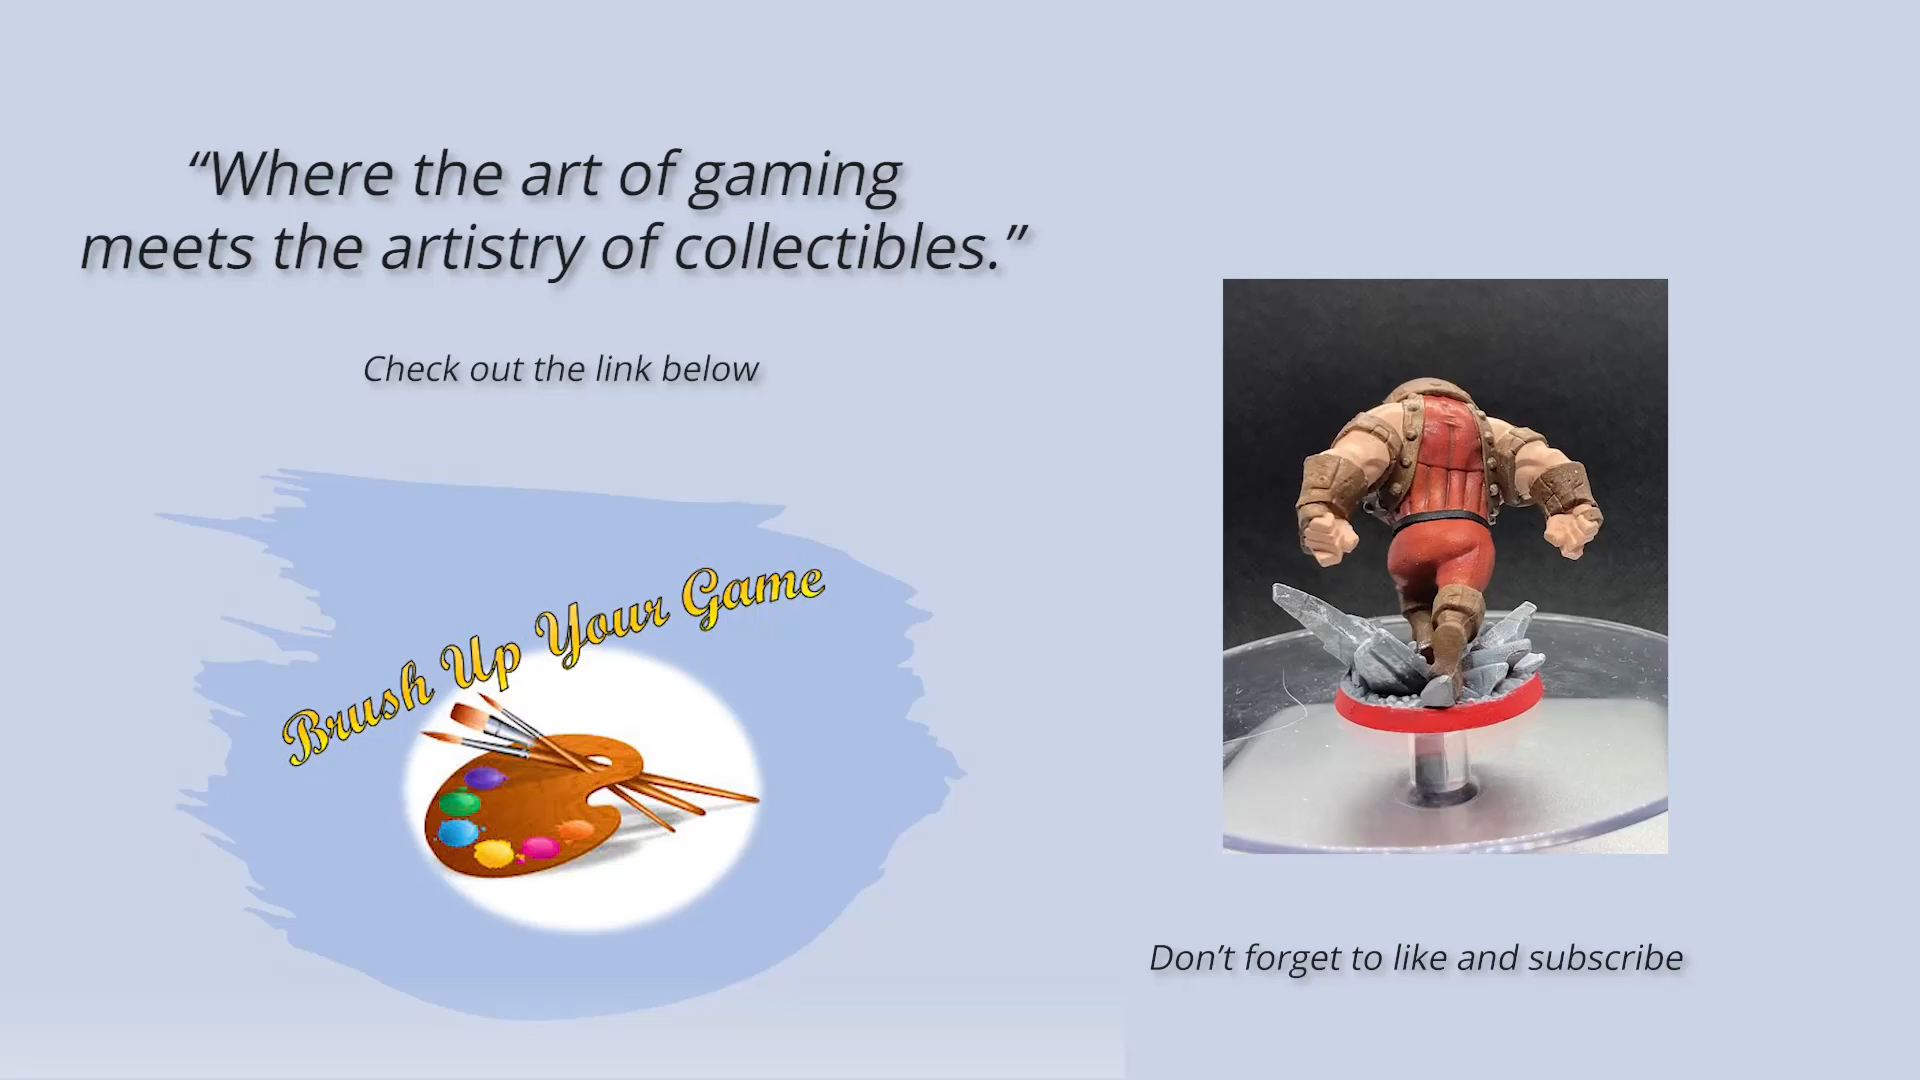 “Where the art of gaming
meets the artistry of collectibles.”
Check out the link below
Brush Up Your Game
Don’t forget to like and subscribe